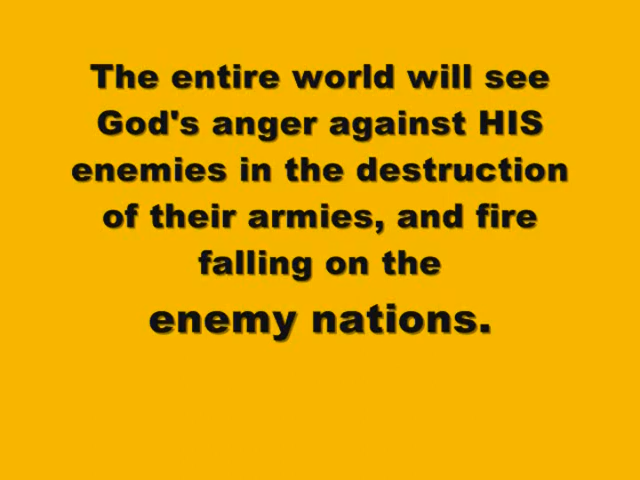 The entire world will see
God's anger against HIS
enemies in the destruction
of their armies, and fire
falling on the
enemy nations.